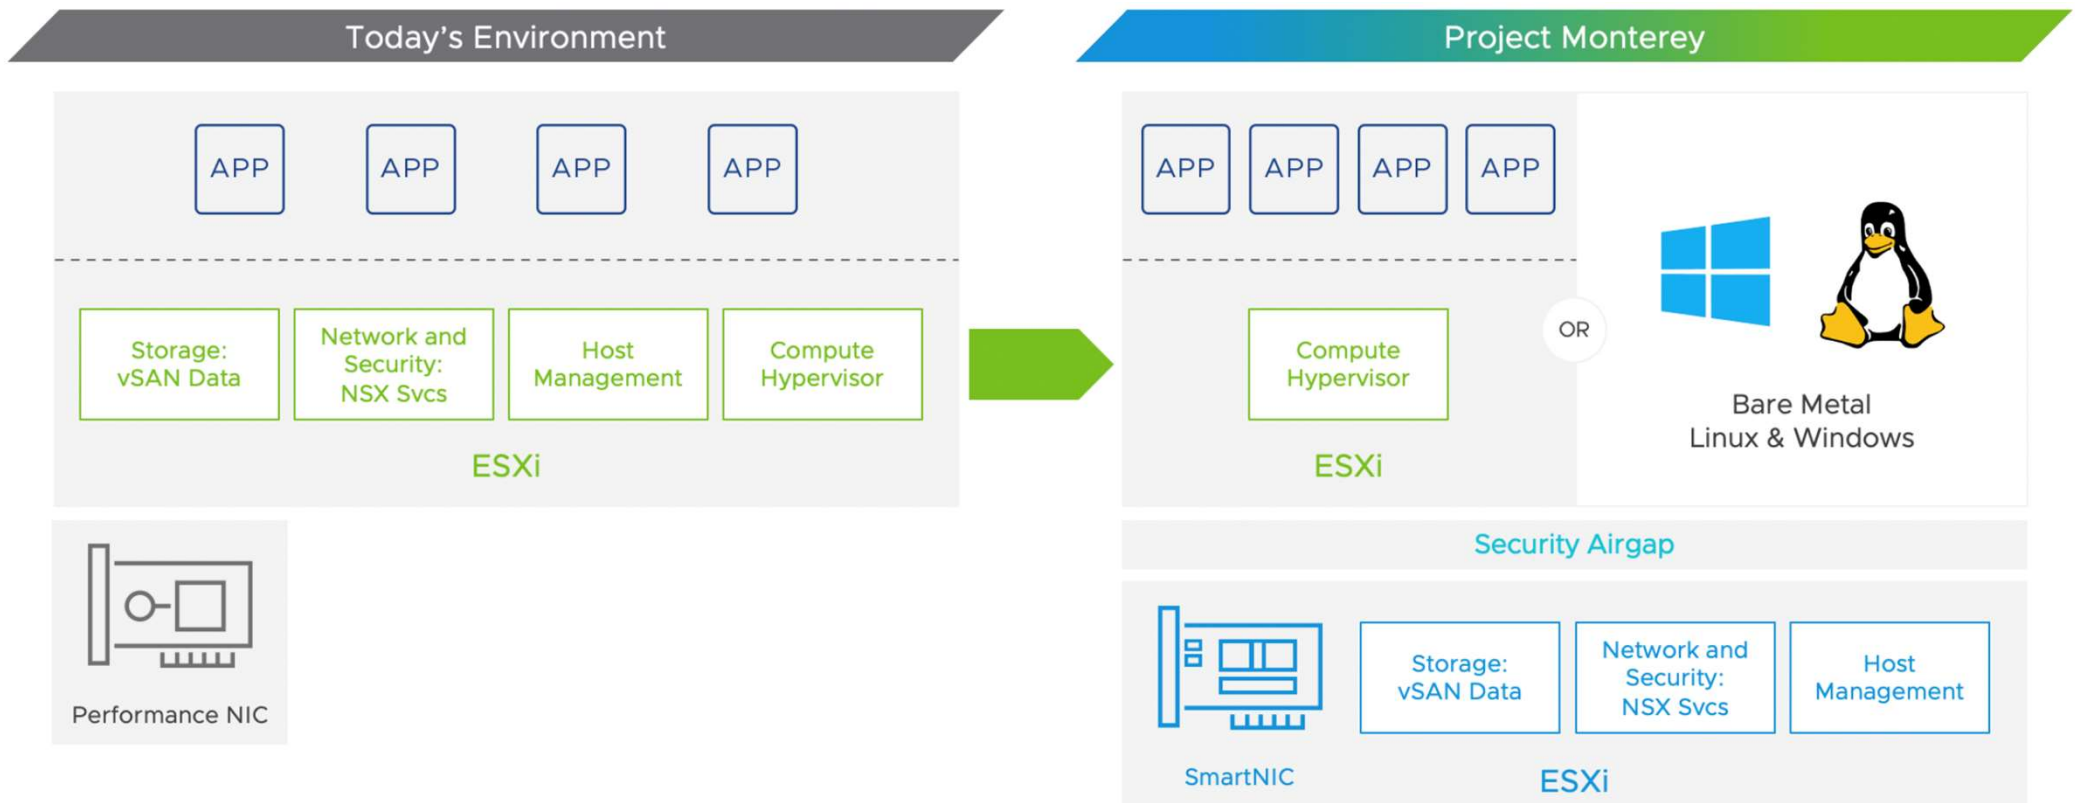 Today's Environment
APP
APP
APP
APP
Storage:
vSAN Data
Network and
Security:
NSX Svcs
Host
Management
Compute
Hypervisor
ESXi
Performance NIC
Project Monterey
APP
APP
APP
APP
Compute
Hypervisor
ESXi
OR
Bare Metal
Linux & Windows
Security Airgap
SmartNIC
Storage:
vSAN Data
Network and
Security:
NSX Svcs
Host
Management
ESXi